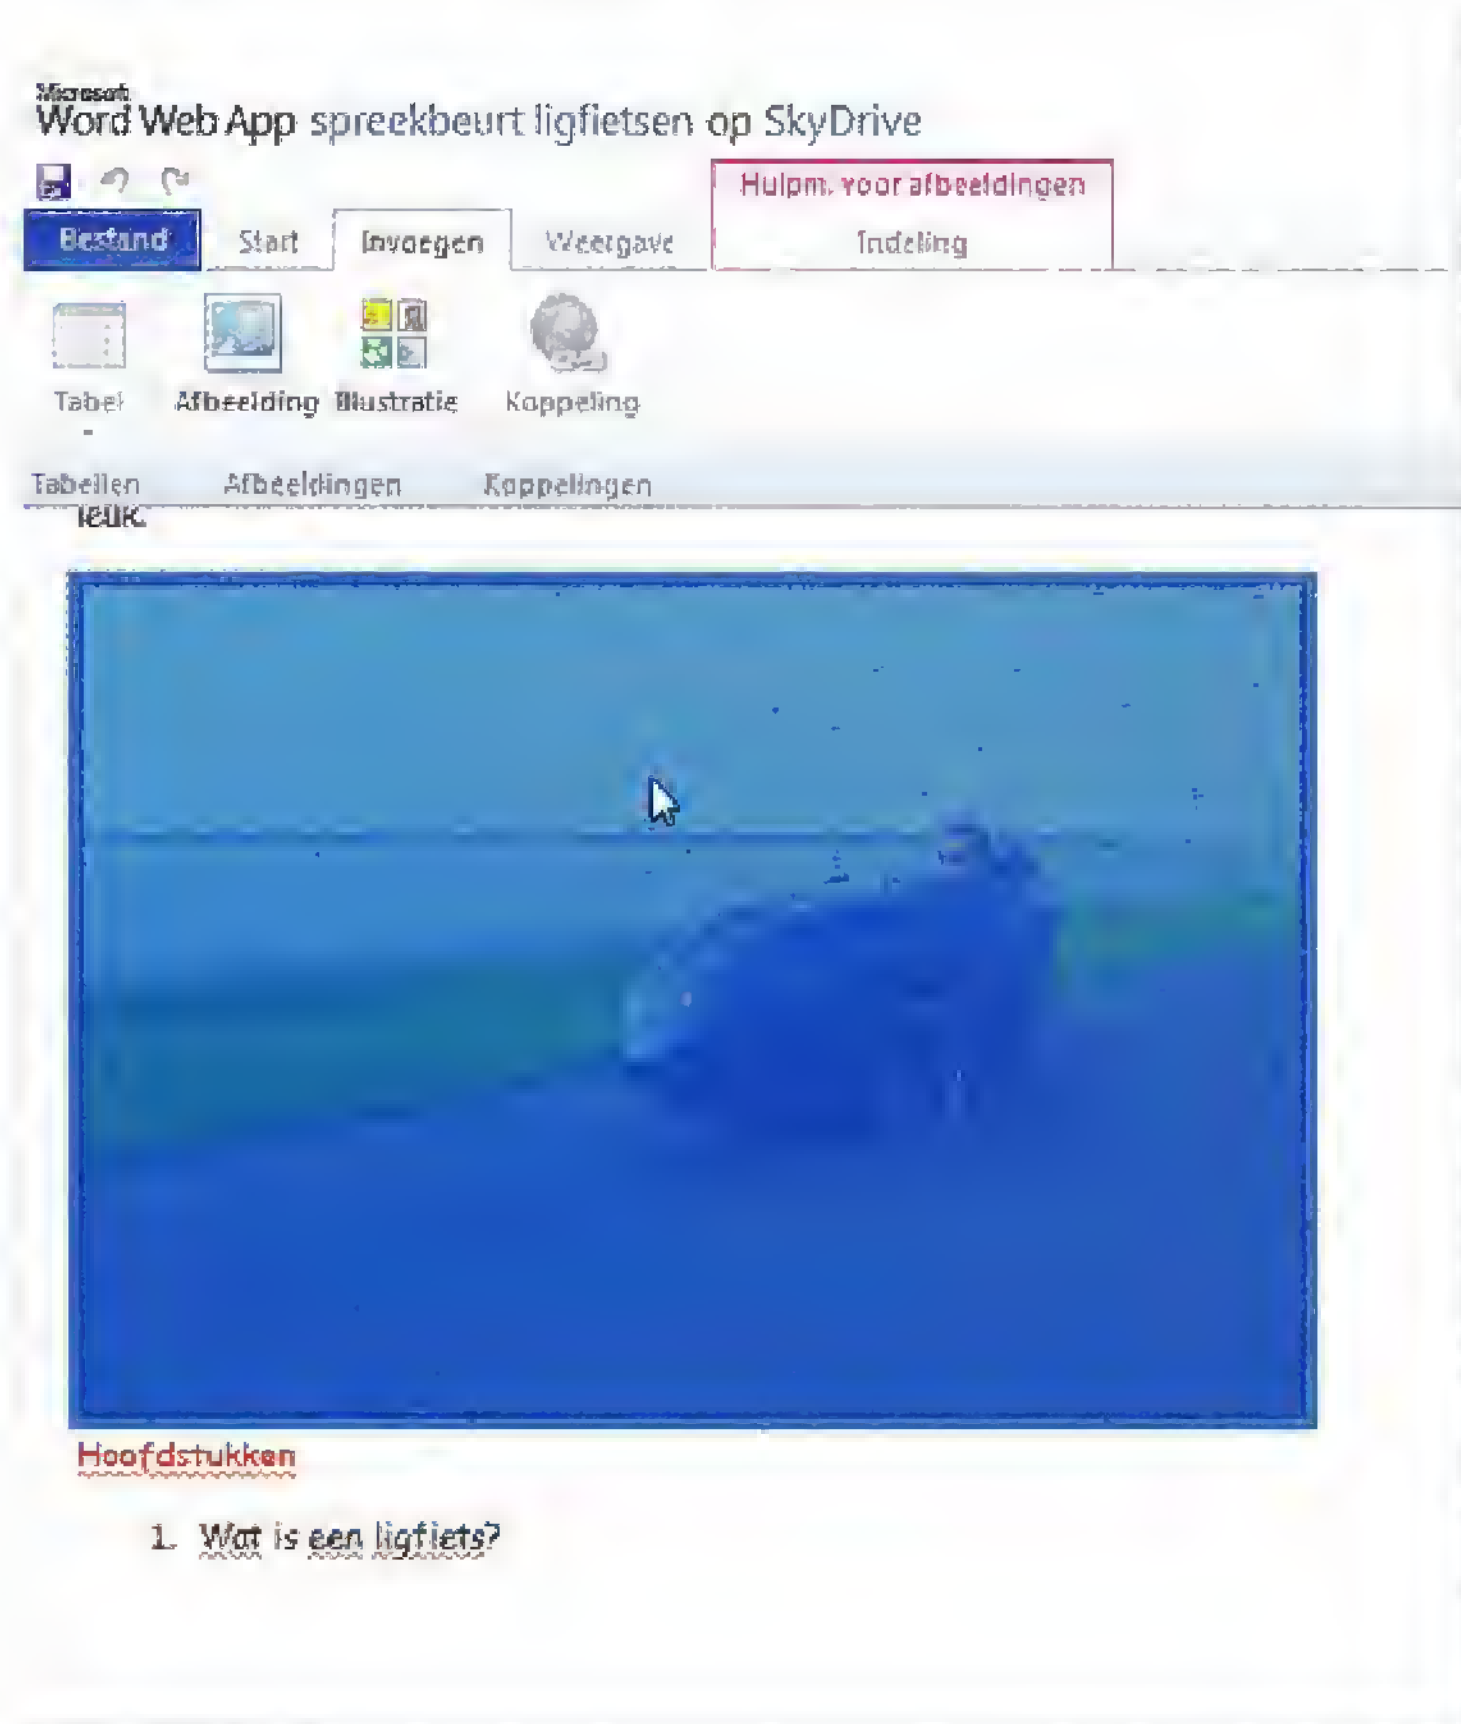 Microsoft
Word Web App spreekbeurt ligfietsen op SkyDrive
Hulpm. voor afbeeldingen
Bestand Start Invoegen Weergave Indeling
Tabel Afbeelding Illustratie Koppeling
Tabellen Afbeeldingen Koppelingen
leuk.
Hoofdstukken
1. Wat is een ligfiets?